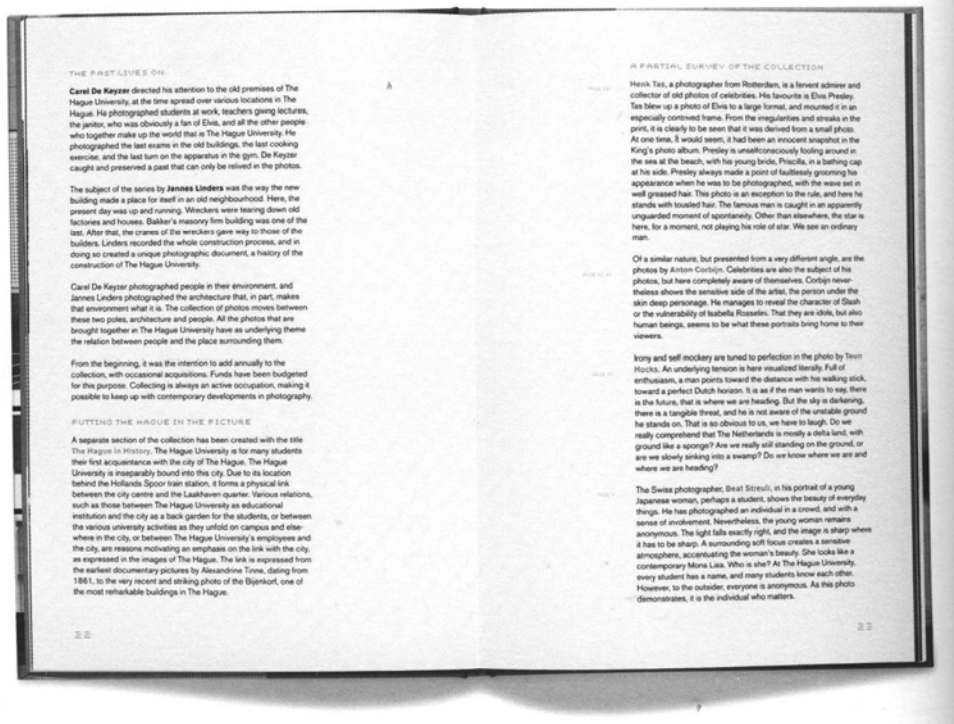 THE PAST LIVES ON
Carel De Keyzer directed his attention to the old premises of The
Hague University, at the time spread over various locations in The
Hague. He photographed students at work, teachers giving lectures,
the janitor, who was obviously a fan of Elvis, and all the other people
who together make up the world that is The Hague University. He
photographed the last exams in the old buildings, the last cooking
exercise, and the last turn on the apparatus in the gym. De Keyzer
caught and preserved a past that can only be relived in the photos.
The subject of the series by Jannes Linders was the way the new
building made a place for itself in an old neighbourhood. Here, the
present day was up and running. Wreckers were tearing down old
factories and houses. Bakker's masonry firm building was one of the
last. After that, the cranes of the wreckers gave way to those of the
builders. Linders recorded the whole construction process, and in
doing so created a unique photographic document, a history of the
construction of The Hague University.
Carel De Keyzer photographed people in their environment, and
Jannes Linders photographed the architecture that, in part, makes
that environment what it is. The collection of photos moves between
these two poles, architecture and people. All the photos that are
brought together in The Hague University have as underlying theme
the relation between people and the place surrounding them.
From the beginning, it was the intention to add annually to the
collection, with occasional acquisitions. Funds have been budgeted
for this purpose. Collecting is always an active occupation, making it
possible to keep up with contemporary developments in photography.
PUTTING THE HAGUE IN THE PICTURE
A separate section of the collection has been created with the title
The Hague in History. The Hague University is for many students
their first acquaintance with the city of The Hague. The Hague
University is inseparably bound into this city. Due to its location
behind the Hollands Spoor train station, it forms a physical link
between the city centre and the Laakhaven quarter. Various relations,
such as those between The Hague University as educational
institution and the city as a back garden for the students, or between
the various university activities as they unfold on campus and else-
where in the city, or between The Hague University's employees and
the city, are reasons motivating an emphasis on the link with the city,
as expressed in the images of The Hague. The link is expressed from
the earliest documentary pictures by Alexandrine Tinne, dating from
1861, to the very recent and striking photo of the Bijenkorf, one of
the most remarkable buildings in The Hague.
22
A PARTIAL SURVEY OF THE COLLECTION
Henk Tas, a photographer from Rotterdam, is a fervent admirer and
collector of old photos of celebrities. His favourite is Elvis Presley.
Tas blew up a photo of Elvis to a large format, and mounted it in an
especially contrived frame. From the irregularities and streaks in the
print, it is clearly to be seen that it was derived from a small photo.
At one time, it would seem, it had been an innocent snapshot in the
King's photo album. Presley is unselfconsciously fooling around in
the sea at the beach, with his young bride, Priscilla, in a bathing cap
at his side. Presley always made a point of faultlessly grooming his
appearance when he was to be photographed, with the wave set in
well greased hair. This photo is an exception to the rule, and here he
stands with tousled hair. The famous man is caught in an apparently
unguarded moment of spontaneity. Other than elsewhere, the star is
here, for a moment, not playing his role of star. We see an ordinary
man.
Of a similar nature, but presented from a very different angle, are the
photos by Anton Corbijn. Celebrities are also the subject of his
photos, but here completely aware of themselves. Corbijn never-
theless shows the sensitive side of the artist, the person under the
skin deep personage. He manages to reveal the character of Slash
or the vulnerability of Isabella Rosselini. That they are idols, but also
human beings, seems to be what these portraits bring home to their
viewers.
Irony and self mockery are tuned to perfection in the photo by Teun
Hocks. An underlying tension is here visualized literally. Full of
enthusiasm, a man points toward the distance with his walking stick,
toward a perfect Dutch horizon. It is as if the man wants to say, there
is the future, that is where we are heading. But the sky is darkening,
there is a tangible threat, and he is not aware of the unstable ground
he stands on. That is so obvious to us, we have to laugh. Do we
really comprehend that The Netherlands is mostly a delta land, with
ground like a sponge? Are we really still standing on the ground, or
are we slowly sinking into a swamp? Do we know where we are and
where we are heading?
The Swiss photographer, Beat Streuli, in his portrait of a young
Japanese woman, perhaps a student, shows the beauty of everyday
things. He has photographed an individual in a crowd, and with a
sense of involvement. Nevertheless, the young woman remains
anonymous. The light falls exactly right, and the image is sharp where
it has to be sharp. A surrounding soft focus creates a sensitive
atmosphere, accentuating the woman's beauty. She looks like a
contemporary Mona Lisa. Who is she? At The Hague University,
every student has a name, and many students know each other.
However, to the outsider, everyone is anonymous. As this photo
demonstrates, it is the individual who matters.
23